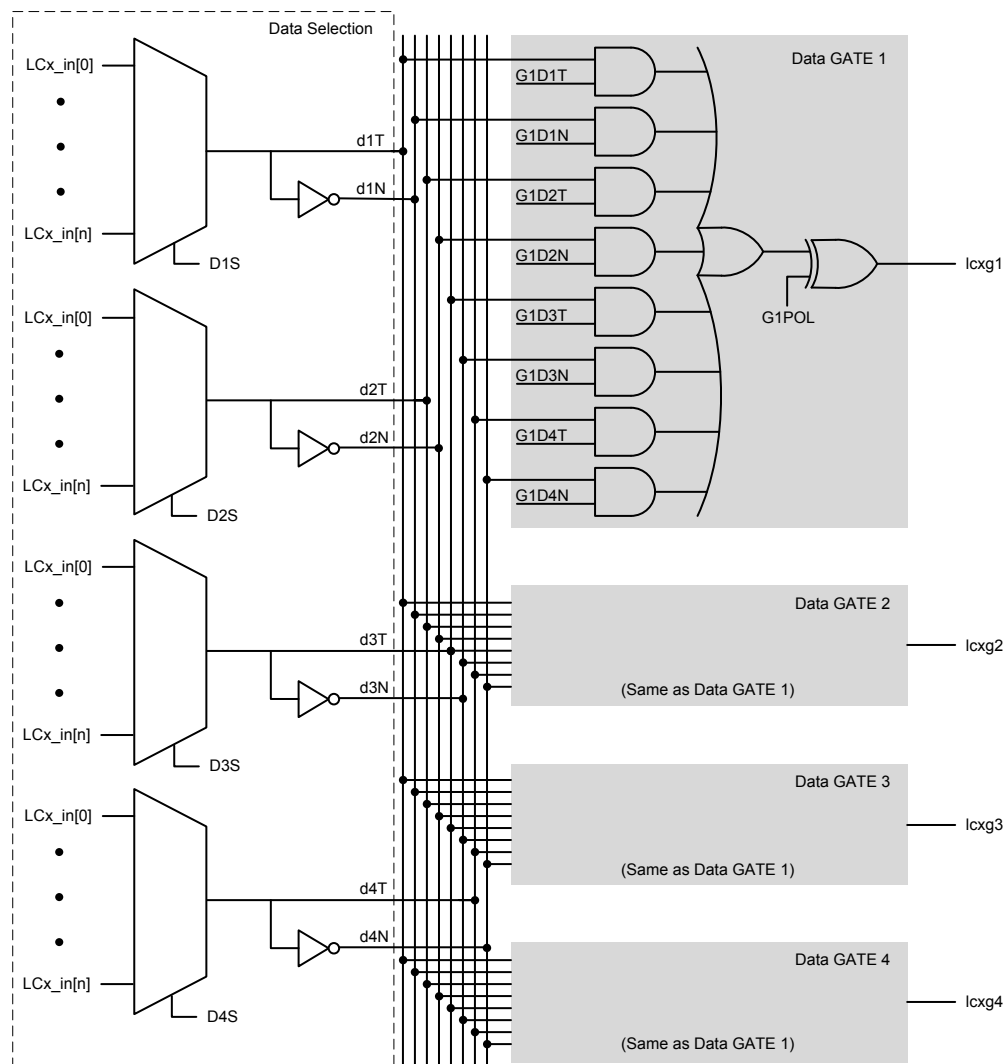 Data Selection
LCx_in[0]
LCx_in[n]
D1S
d1T
d1N
LCx_in[0]
LCx_in[n]
D2S
d2T
d2N
LCx_in[0]
LCx_in[n]
D3S
d3T
d3N
LCx_in[0]
LCx_in[n]
D4S
d4T
d4N
Data GATE 1
G1D1T
G1D1N
G1D2T
G1D2N
G1D3T
G1D3N
G1D4T
G1D4N
G1POL
lcxg1
Data GATE 2
(Same as Data GATE 1)
lcxg2
Data GATE 3
(Same as Data GATE 1)
lcxg3
Data GATE 4
(Same as Data GATE 1)
lcxg4